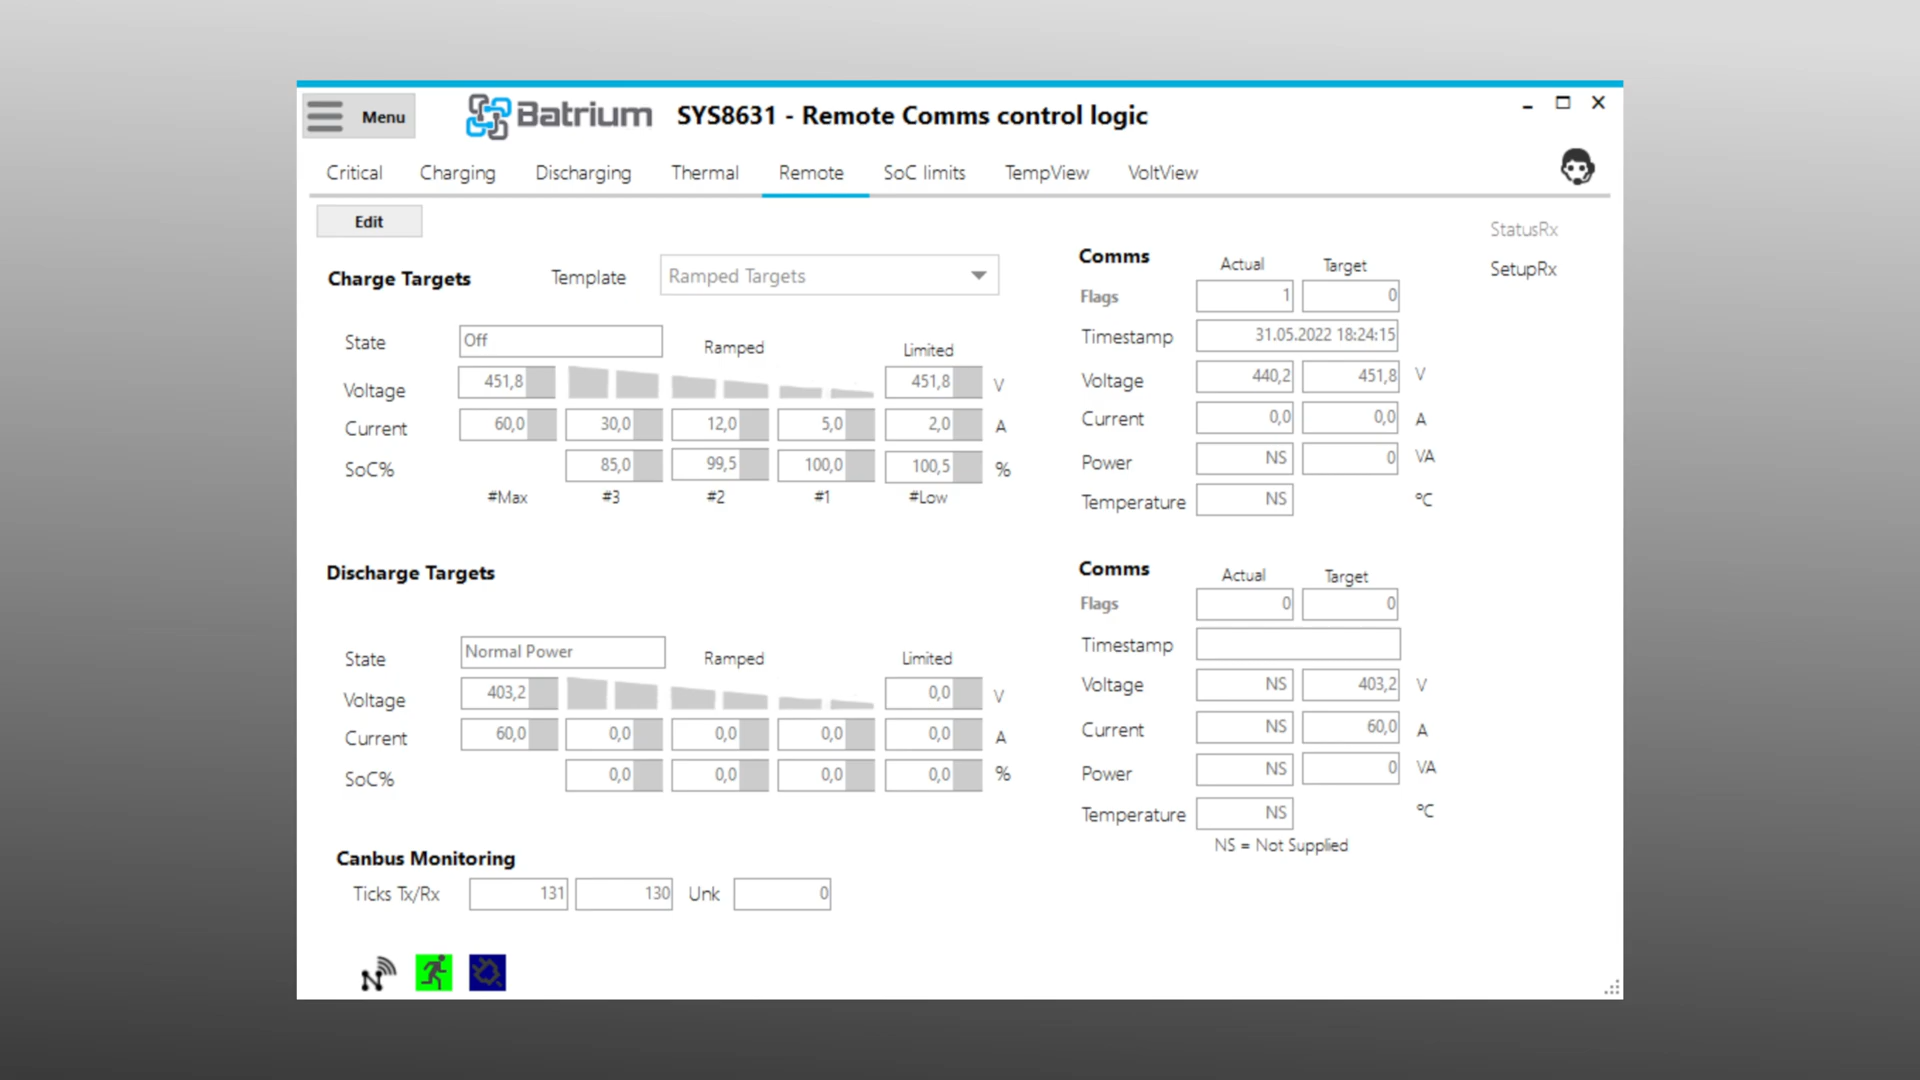 Menu
Batrium
SYS8631 - Remote Comms control logic
Critical Charging Discharging Thermal Remote SoC limits TempView VoltView
Edit
StatusRx
SetupRx
Charge Targets Template Ramped Targets
State Off Ramped Limited
Voltage 451,8 451,8 V
Current 60,0 30,0 12,0 5,0 2,0 A
SoC% 85,0 99,5 100,0 100,5 %
#Max #3 #2 #1 #Low
Comms Actual Target
Flags 1 0
Timestamp 31.05.2022 18:24:15
Voltage 440,2 451,8 V
Current 0,0 0,0 A
Power NS 0 VA
Temperature NS °C
Discharge Targets
State Normal Power Ramped Limited
Voltage 403,2 0,0 V
Current 60,0 0,0 0,0 0,0 0,0 A
SoC% 0,0 0,0 0,0 0,0 %
Comms Actual Target
Flags 0 0
Timestamp
Voltage NS 403,2 V
Current NS 60,0 A
Power NS 0 VA
Temperature NS °C
NS = Not Supplied
Canbus Monitoring
Ticks Tx/Rx 131 130 Unk 0
N